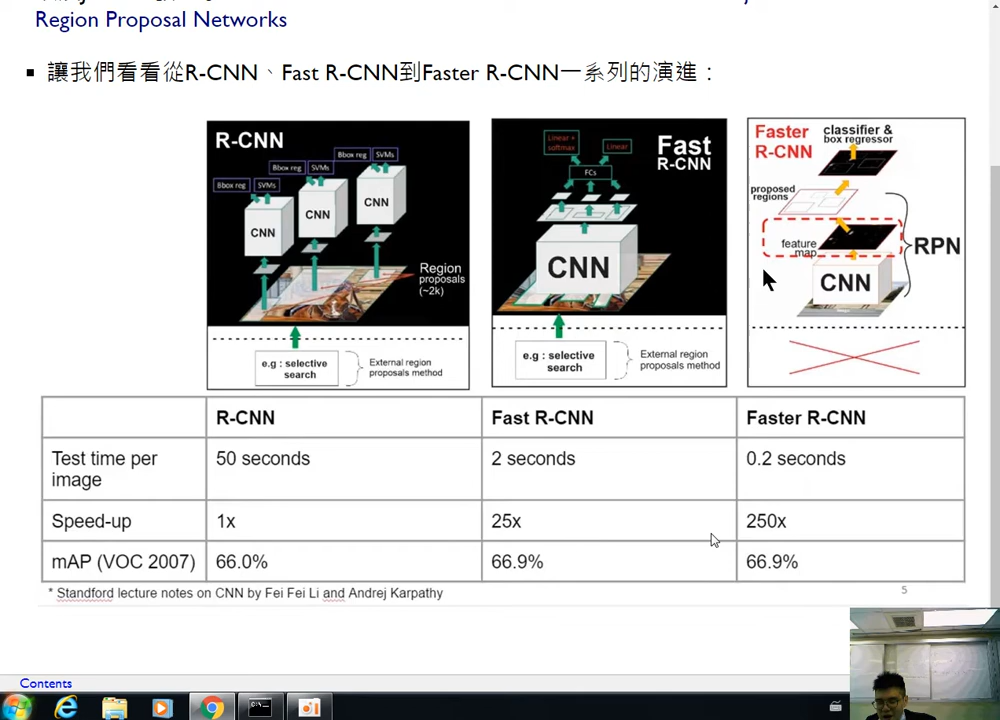 Region Proposal Networks
▪ 讓我們看看從R-CNN、Fast R-CNN到Faster R-CNN一系列的演進：
R-CNN
Bbox reg SVMs
Bbox reg SVMs
Bbox reg SVMs
CNN
CNN
CNN
Region
proposals
(~2k)
e.g : selective
search
External region
proposals method
Fast
R-CNN
Linear +
softmax
Linear
FCs
CNN
e.g : selective
search
External region
proposals method
Faster
R-CNN
classifier &
box regressor
proposed
regions
feature
map
RPN
CNN
R-CNN Fast R-CNN Faster R-CNN
Test time per
image 50 seconds 2 seconds 0.2 seconds
Speed-up 1x 25x 250x
mAP (VOC 2007) 66.0% 66.9% 66.9%
* Standford lecture notes on CNN by Fei Fei Li and Andrej Karpathy
5
Contents